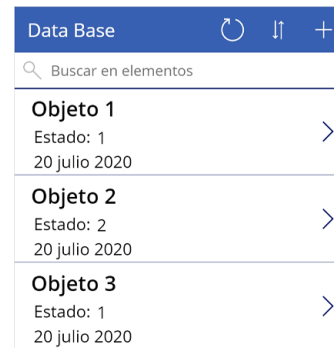 Data Base
Buscar en elementos
Objeto 1
Estado: 1
20 julio 2020
Objeto 2
Estado: 2
20 julio 2020
Objeto 3
Estado: 1
20 julio 2020